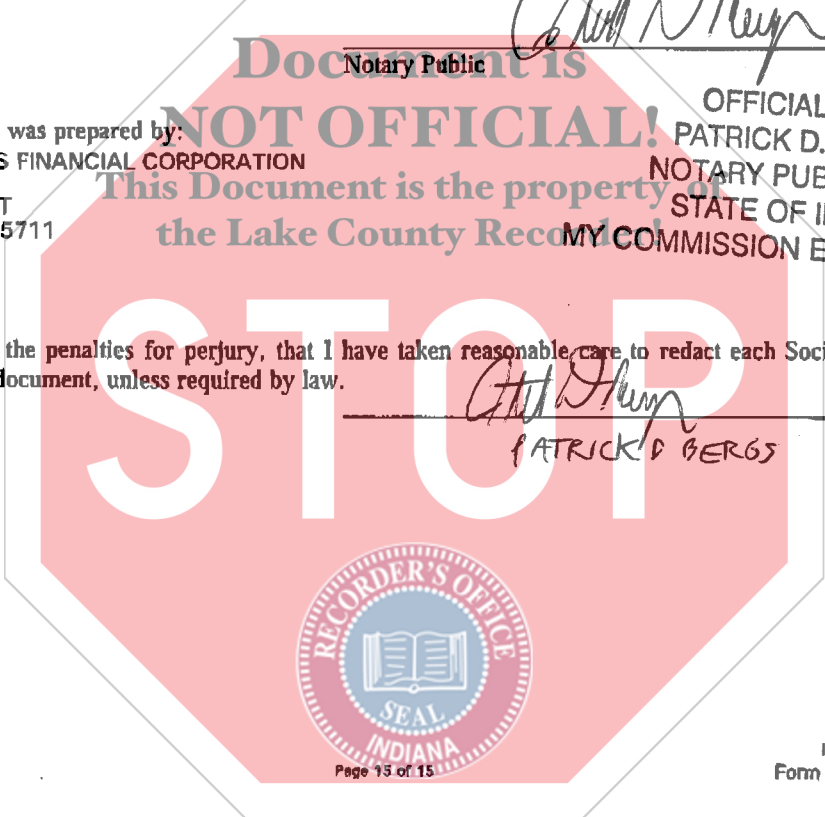 Document is
Notary Public
NOT OFFICIAL!
OFFICIAL
was prepared by:
PATRICK D.
S FINANCIAL CORPORATION
NOTARY PUB
This Document is the property of
T
STATE OF I
5711
the Lake County Recorder!
MY COMMISSION E
the penalties for perjury, that I have taken reasonable care to redact each Soci
document, unless required by law.
PATRICK D BERGS
STOP
RECORDER'S OFFICE
SEAL
INDIANA
Page 15 of 15
Form